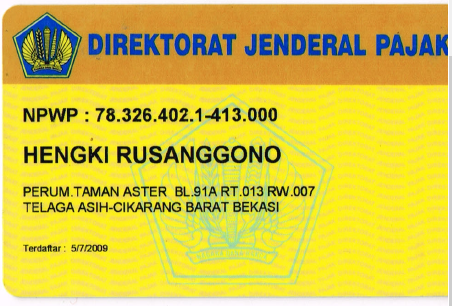 DIREKTORAT JENDERAL PAJAK
NPWP : 78.326.402.1-413.000
HENGKI RUSANGGONO
PERUM.TAMAN ASTER BL.91A RT.013 RW.007
TELAGA ASIH-CIKARANG BARAT BEKASI
Terdaftar : 5/7/2009